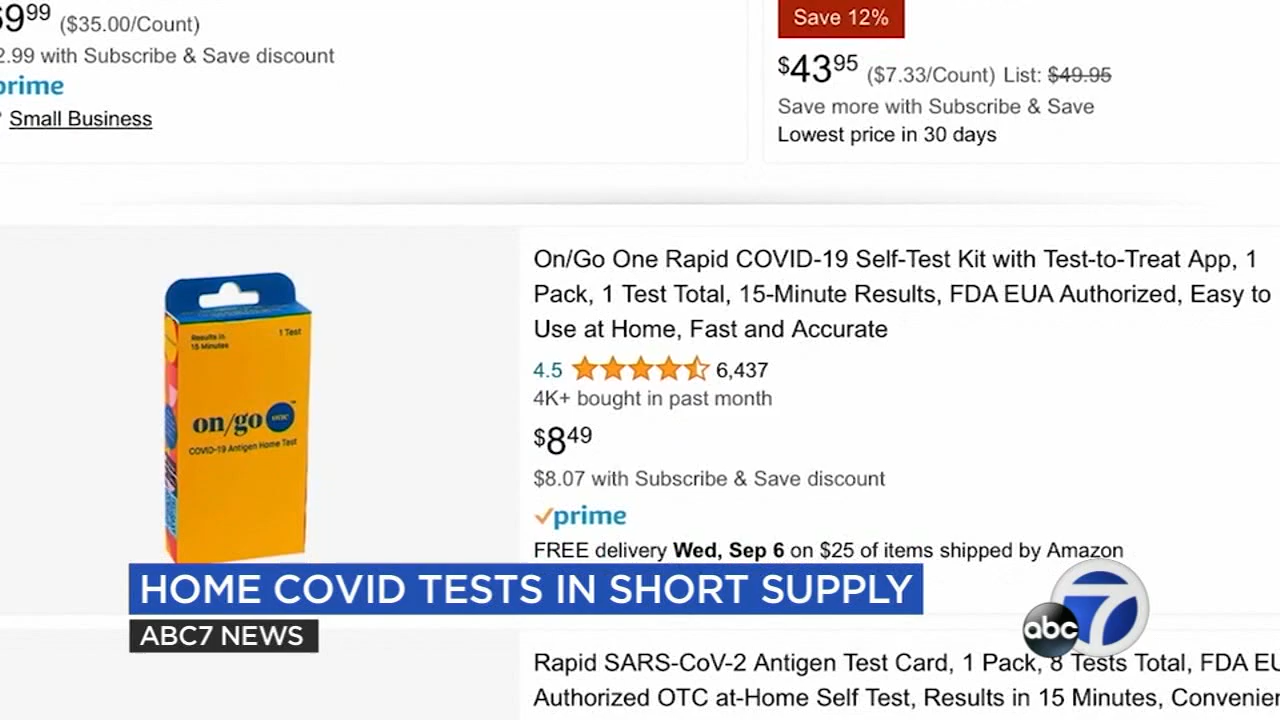 99 ($35.00/Count)
2.99 with Subscribe & Save discount
prime
Small Business
Save 12%
$43 95 ($7.33/Count) List: $49.95
Save more with Subscribe & Save
Lowest price in 30 days
Results in
15 Minutes
1 Test
on/go one™
COVID-19 Antigen Home Test
On/Go One Rapid COVID-19 Self-Test Kit with Test-to-Treat App, 1
Pack, 1 Test Total, 15-Minute Results, FDA EUA Authorized, Easy to
Use at Home, Fast and Accurate
4.5 6,437
4K+ bought in past month
$8 49
$8.07 with Subscribe & Save discount
prime
FREE delivery Wed, Sep 6 on $25 of items shipped by Amazon
HOME COVID TESTS IN SHORT SUPPLY
ABC7 NEWS
abc 7
Rapid SARS-CoV-2 Antigen Test Card, 1 Pack, 8 Tests Total, FDA EU
Authorized OTC at-Home Self Test, Results in 15 Minutes, Convenien